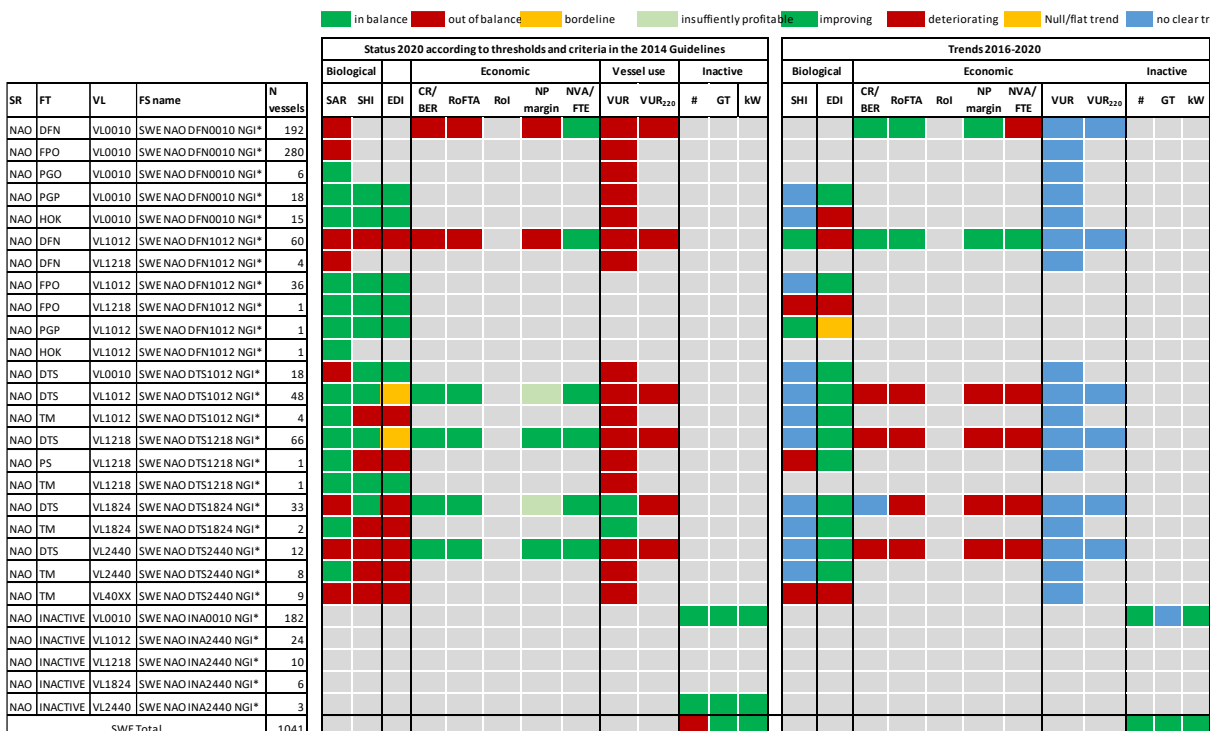 in balance out of balance bordeline insuffiently profitable improving deteriorating Null/flat trend no clear tr
Status 2020 according to thresholds and criteria in the 2014 Guidelines Trends 2016-2020
Biological Economic Vessel use Inactive Biological Economic Inactive
SR FT VL FS name N vessels SAR SHI EDI CR/ BER RoFTA RoI NP margin NVA/ FTE VUR VUR220 # GT kW SHI EDI CR/ BER RoFTA RoI NP margin NVA/ FTE VUR VUR220 # GT kW
NAO DFN VL0010 SWE NAO DFN0010 NGI* 192
NAO FPO VL0010 SWE NAO DFN0010 NGI* 280
NAO PGO VL0010 SWE NAO DFN0010 NGI* 6
NAO PGP VL0010 SWE NAO DFN0010 NGI* 18
NAO HOK VL0010 SWE NAO DFN0010 NGI* 15
NAO DFN VL1012 SWE NAO DFN1012 NGI* 60
NAO DFN VL1218 SWE NAO DFN1012 NGI* 4
NAO FPO VL1012 SWE NAO DFN1012 NGI* 36
NAO FPO VL1218 SWE NAO DFN1012 NGI* 1
NAO PGP VL1012 SWE NAO DFN1012 NGI* 1
NAO HOK VL1012 SWE NAO DFN1012 NGI* 1
NAO DTS VL0010 SWE NAO DTS1012 NGI* 18
NAO DTS VL1012 SWE NAO DTS1012 NGI* 48
NAO TM VL1012 SWE NAO DTS1012 NGI* 4
NAO DTS VL1218 SWE NAO DTS1218 NGI* 66
NAO PS VL1218 SWE NAO DTS1218 NGI* 1
NAO TM VL1218 SWE NAO DTS1218 NGI* 1
NAO DTS VL1824 SWE NAO DTS1824 NGI* 33
NAO TM VL1824 SWE NAO DTS1824 NGI* 2
NAO DTS VL2440 SWE NAO DTS2440 NGI* 12
NAO TM VL2440 SWE NAO DTS2440 NGI* 8
NAO TM VL40XX SWE NAO DTS2440 NGI* 9
NAO INACTIVE VL0010 SWE NAO INA0010 NGI* 182
NAO INACTIVE VL1012 SWE NAO INA2440 NGI* 24
NAO INACTIVE VL1218 SWE NAO INA2440 NGI* 10
NAO INACTIVE VL1824 SWE NAO INA2440 NGI* 6
NAO INACTIVE VL2440 SWE NAO INA2440 NGI* 3
SWE Total 1041